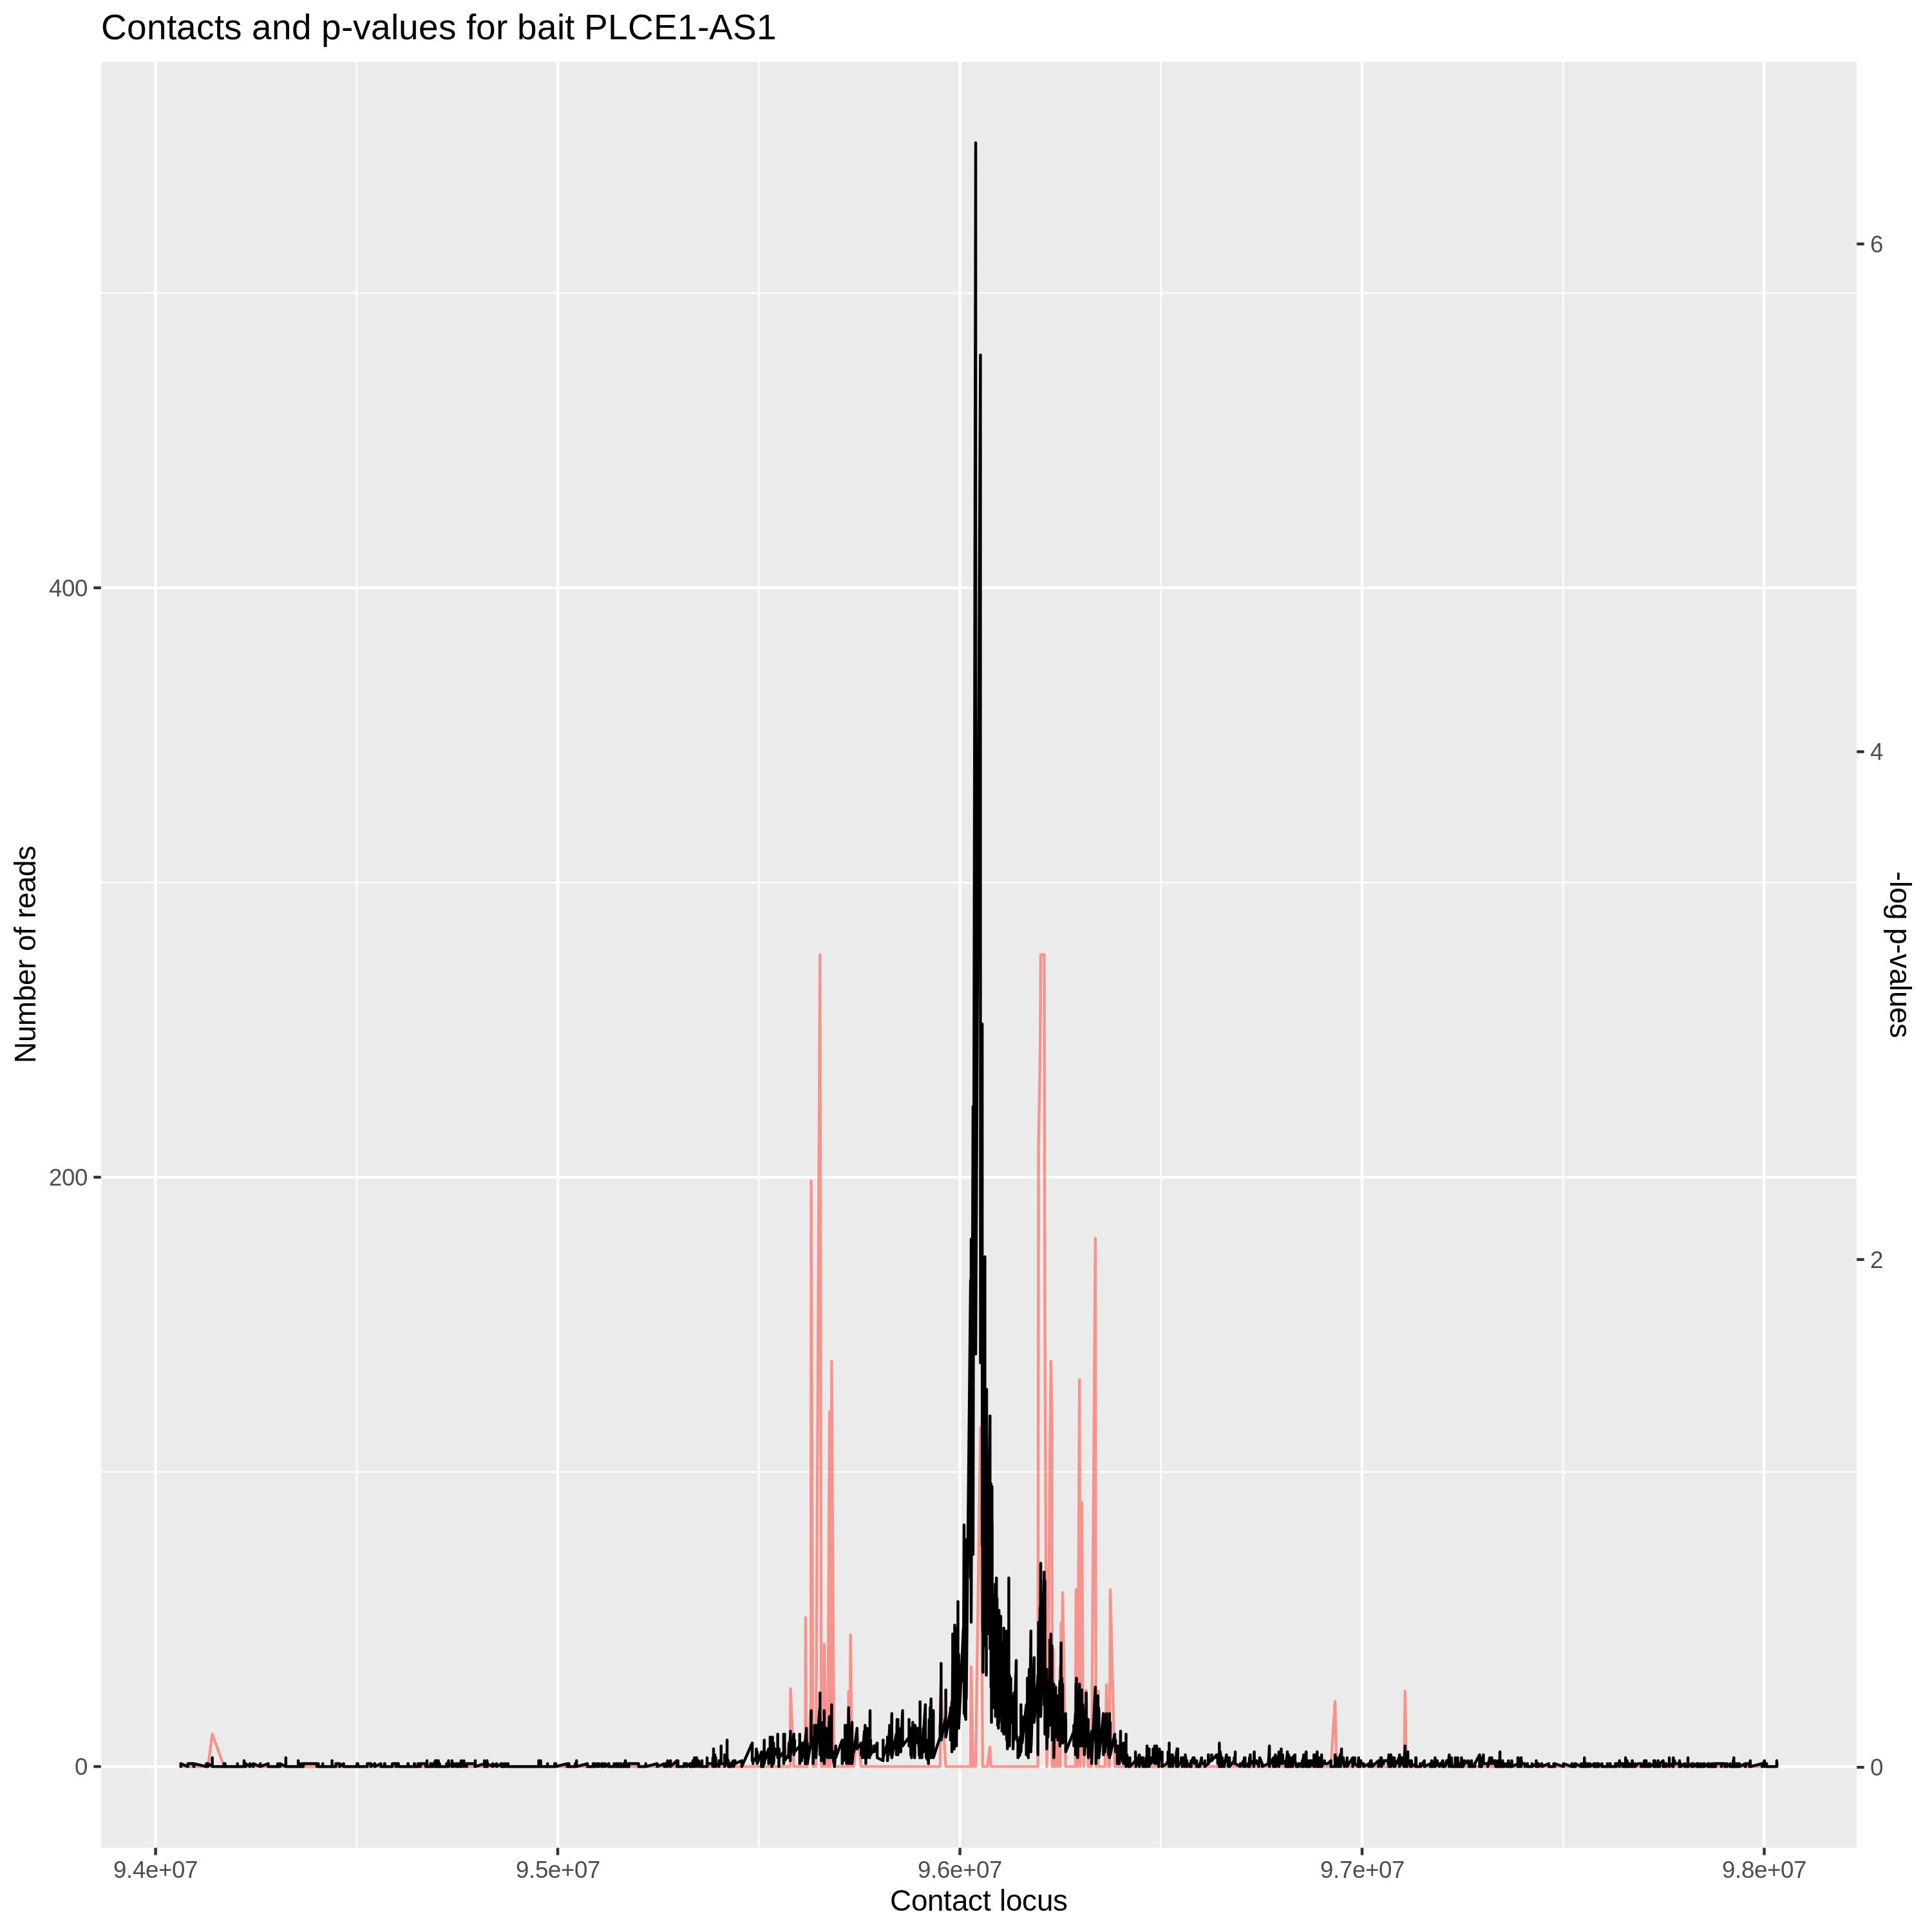 Contacts and p-values for bait PLCE1-AS1
Number of reads
400
200
0
6
4
2
0
-log p-values
9.4e+07
9.5e+07
9.6e+07
9.7e+07
9.8e+07
Contact locus